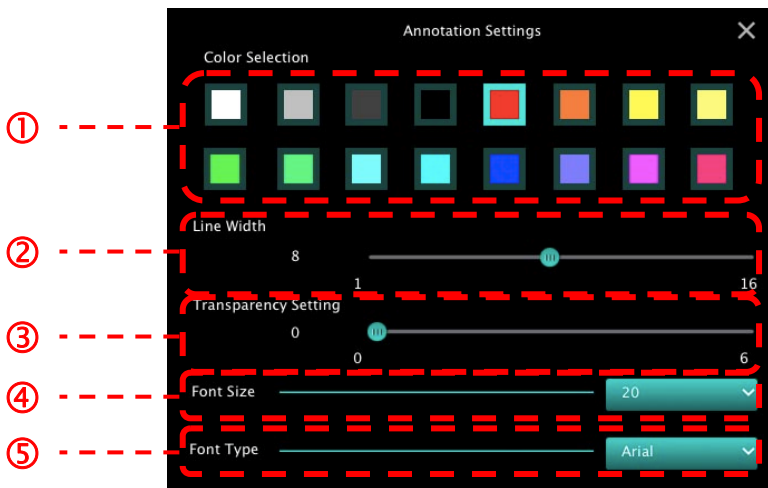 Annotation Settings
Color Selection
①
Line Width
②
8
1 16
Transparency Setting
③
0
0 6
④
Font Size 20
⑤
Font Type Arial